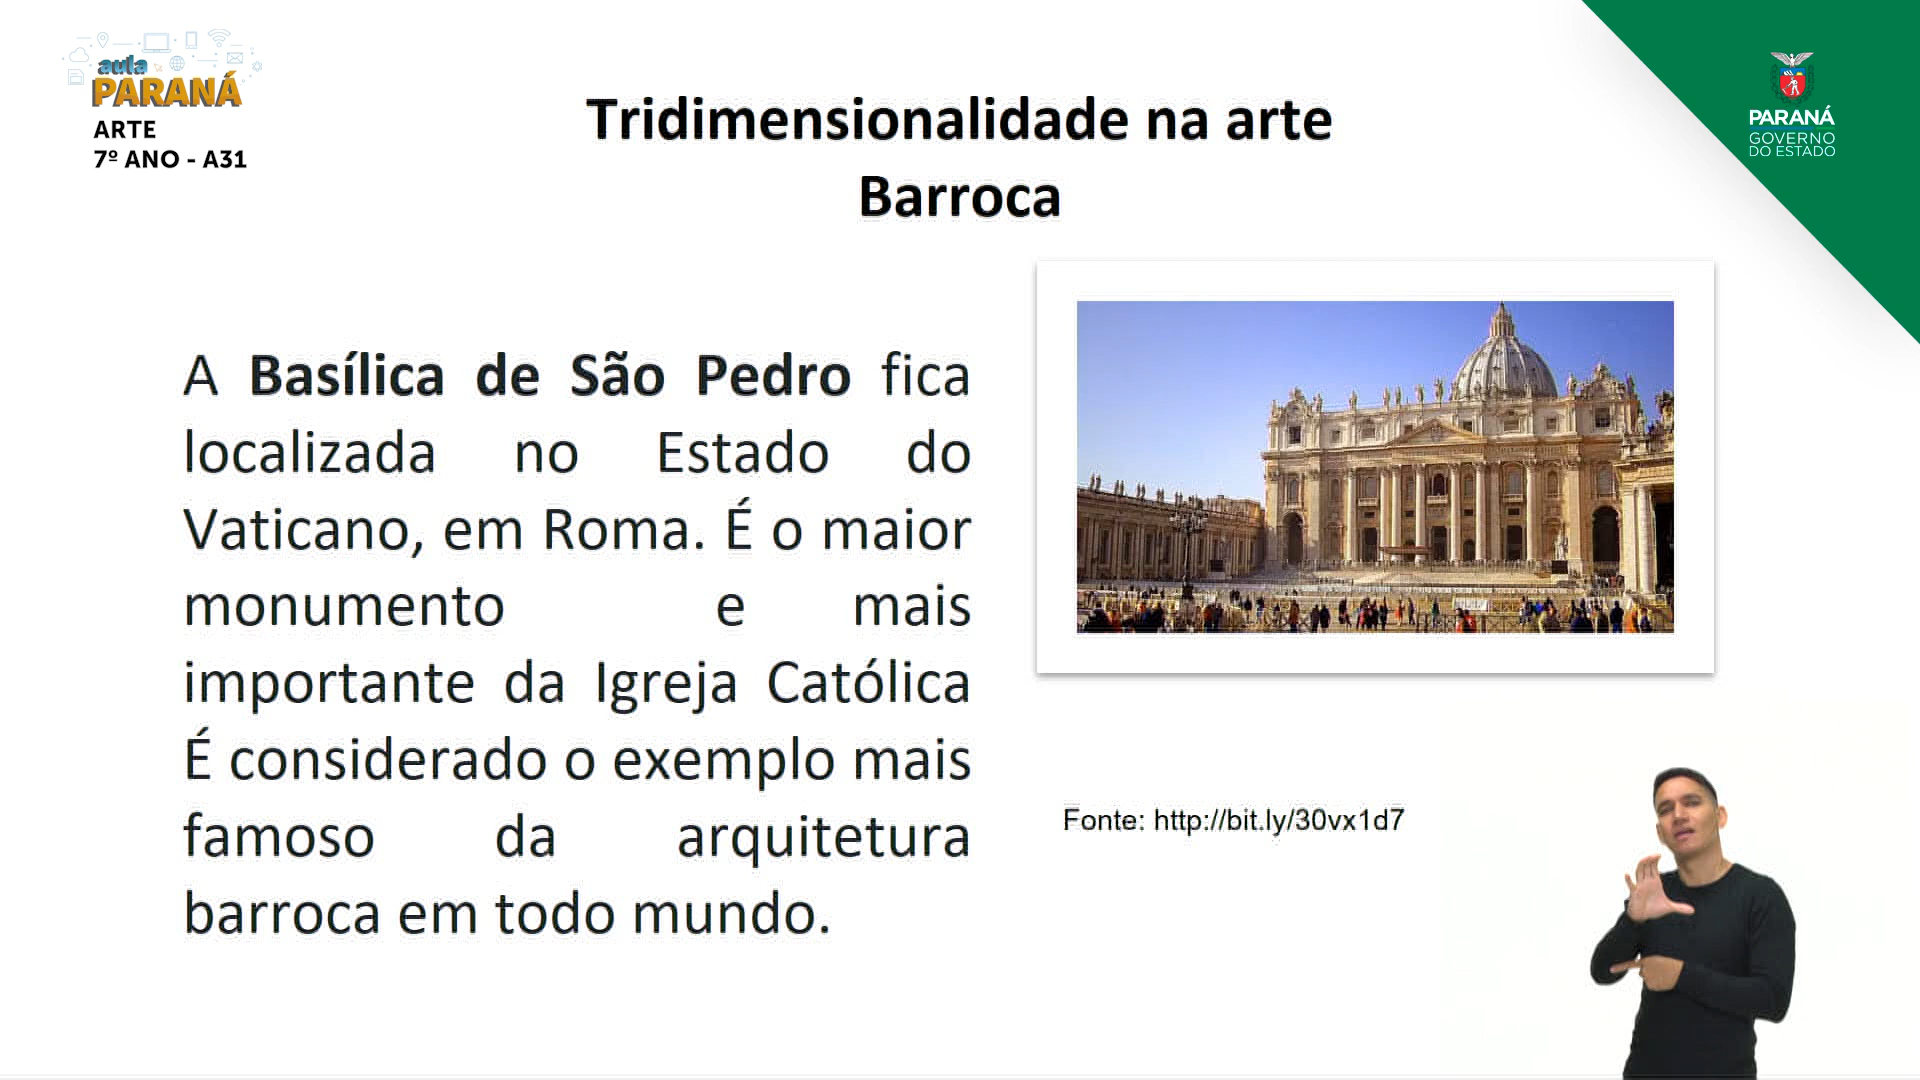 aula
PARANÁ
ARTE
7º ANO - A31
PARANÁ
GOVERNO
DO ESTADO
Tridimensionalidade na arte
Barroca
A Basílica de São Pedro fica
localizada no Estado do
Vaticano, em Roma. É o maior
monumento e mais
importante da Igreja Católica
É considerado o exemplo mais
famoso da arquitetura
barroca em todo mundo.
Fonte: http://bit.ly/30vx1d7